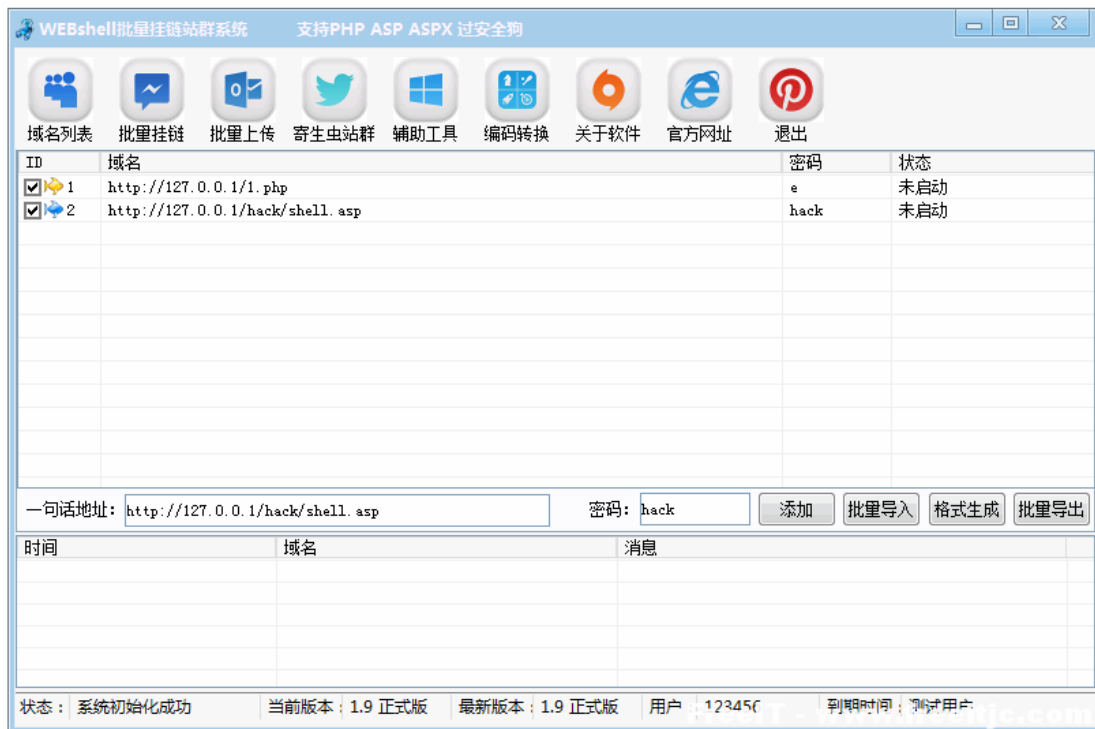 WEBshell批量挂链站群系统 支持PHP ASP ASPX 过安全狗
域名列表 批量挂链 批量上传 寄生虫站群 辅助工具 编码转换 关于软件 官方网址 退出
ID 域名 密码 状态
1 http://127.0.0.1/1.php e 未启动
2 http://127.0.0.1/hack/shell.asp hack 未启动
一句话地址: http://127.0.0.1/hack/shell.asp 密码: hack 添加 批量导入 格式生成 批量导出
时间 域名 消息
状态: 系统初始化成功 当前版本: 1.9 正式版 最新版本: 1.9 正式版 用户 123456 到期时间: 测试用户